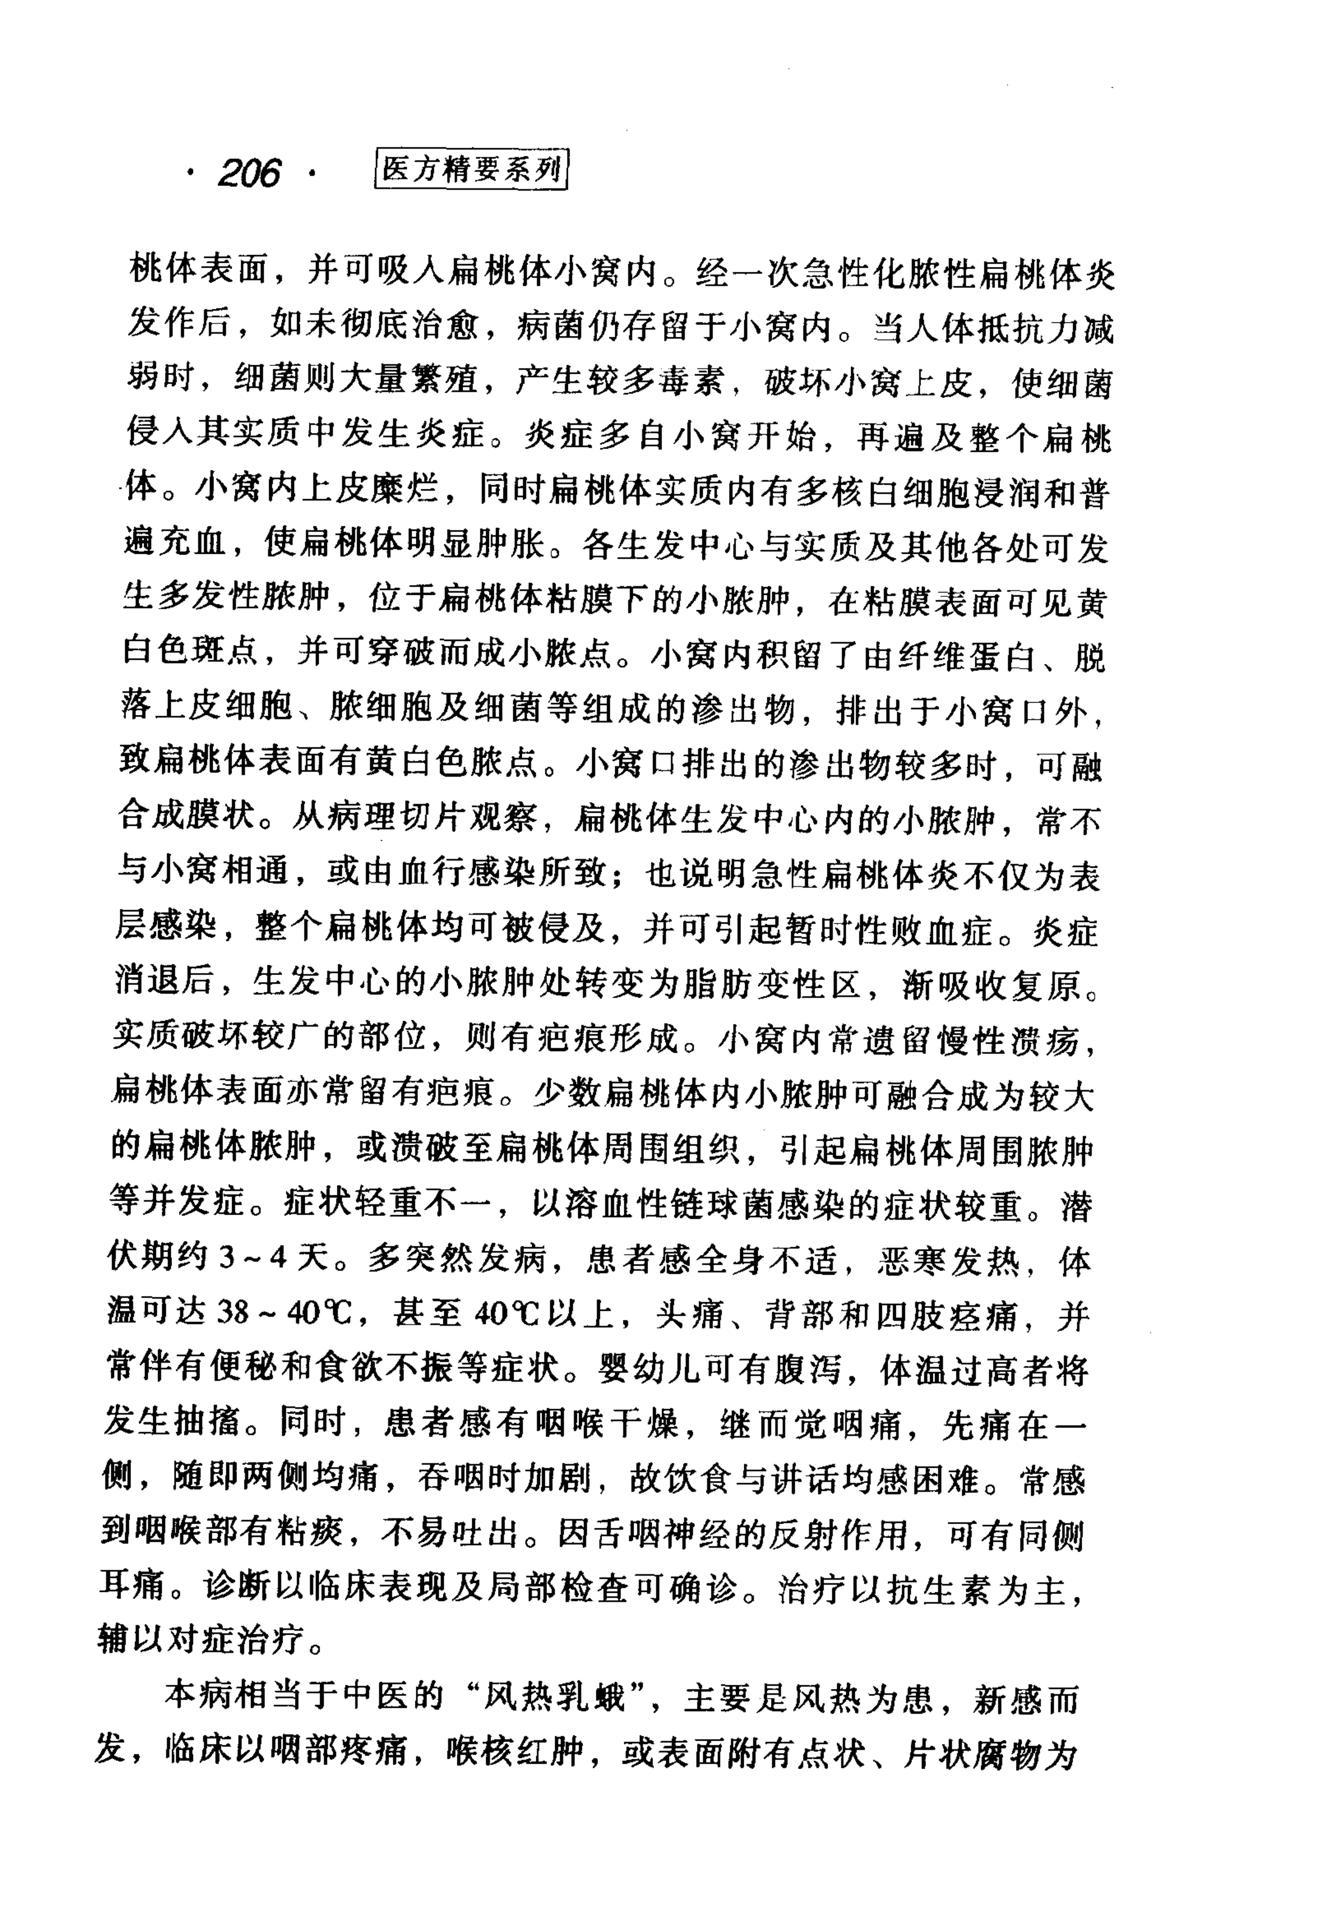 · 206 · 医方精要系列
桃体表面，并可吸入扁桃体小窝内。经一次急性化脓性扁桃体炎
发作后，如未彻底治愈，病菌仍存留于小窝内。当人体抵抗力减
弱时，细菌则大量繁殖，产生较多毒素，破坏小窝上皮，使细菌
侵入其实质中发生炎症。炎症多自小窝开始，再遍及整个扁桃
体。小窝内上皮糜烂，同时扁桃体实质内有多核白细胞浸润和普
遍充血，使扁桃体明显肿胀。各生发中心与实质及其他各处可发
生多发性脓肿，位于扁桃体粘膜下的小脓肿，在粘膜表面可见黄
白色斑点，并可穿破而成小脓点。小窝内积留了由纤维蛋白、脱
落上皮细胞、脓细胞及细菌等组成的渗出物，排出于小窝口外，
致扁桃体表面有黄白色脓点。小窝口排出的渗出物较多时，可融
合成膜状。从病理切片观察，扁桃体生发中心内的小脓肿，常不
与小窝相通，或由血行感染所致；也说明急性扁桃体炎不仅为表
层感染，整个扁桃体均可被侵及，并可引起暂时性败血症。炎症
消退后，生发中心的小脓肿处转变为脂肪变性区，渐吸收复原。
实质破坏较广的部位，则有疤痕形成。小窝内常遗留慢性溃疡，
扁桃体表面亦常留有疤痕。少数扁桃体内小脓肿可融合成为较大
的扁桃体脓肿，或溃破至扁桃体周围组织，引起扁桃体周围脓肿
等并发症。症状轻重不一，以溶血性链球菌感染的症状较重。潜
伏期约 3～4 天。多突然发病，患者感全身不适，恶寒发热，体
温可达 38～40℃，甚至 40℃以上，头痛、背部和四肢痉痛，并
常伴有便秘和食欲不振等症状。婴幼儿可有腹泻，体温过高者将
发生抽搐。同时，患者感有咽喉干燥，继而觉咽痛，先痛在一
侧，随即两侧均痛，吞咽时加剧，故饮食与讲话均感困难。常感
到咽喉部有粘痰，不易吐出。因舌咽神经的反射作用，可有同侧
耳痛。诊断以临床表现及局部检查可确诊。治疗以抗生素为主，
辅以对症治疗。
本病相当于中医的“风热乳蛾”，主要是风热为患，新感而
发，临床以咽部疼痛，喉核红肿，或表面附有点状、片状腐物为